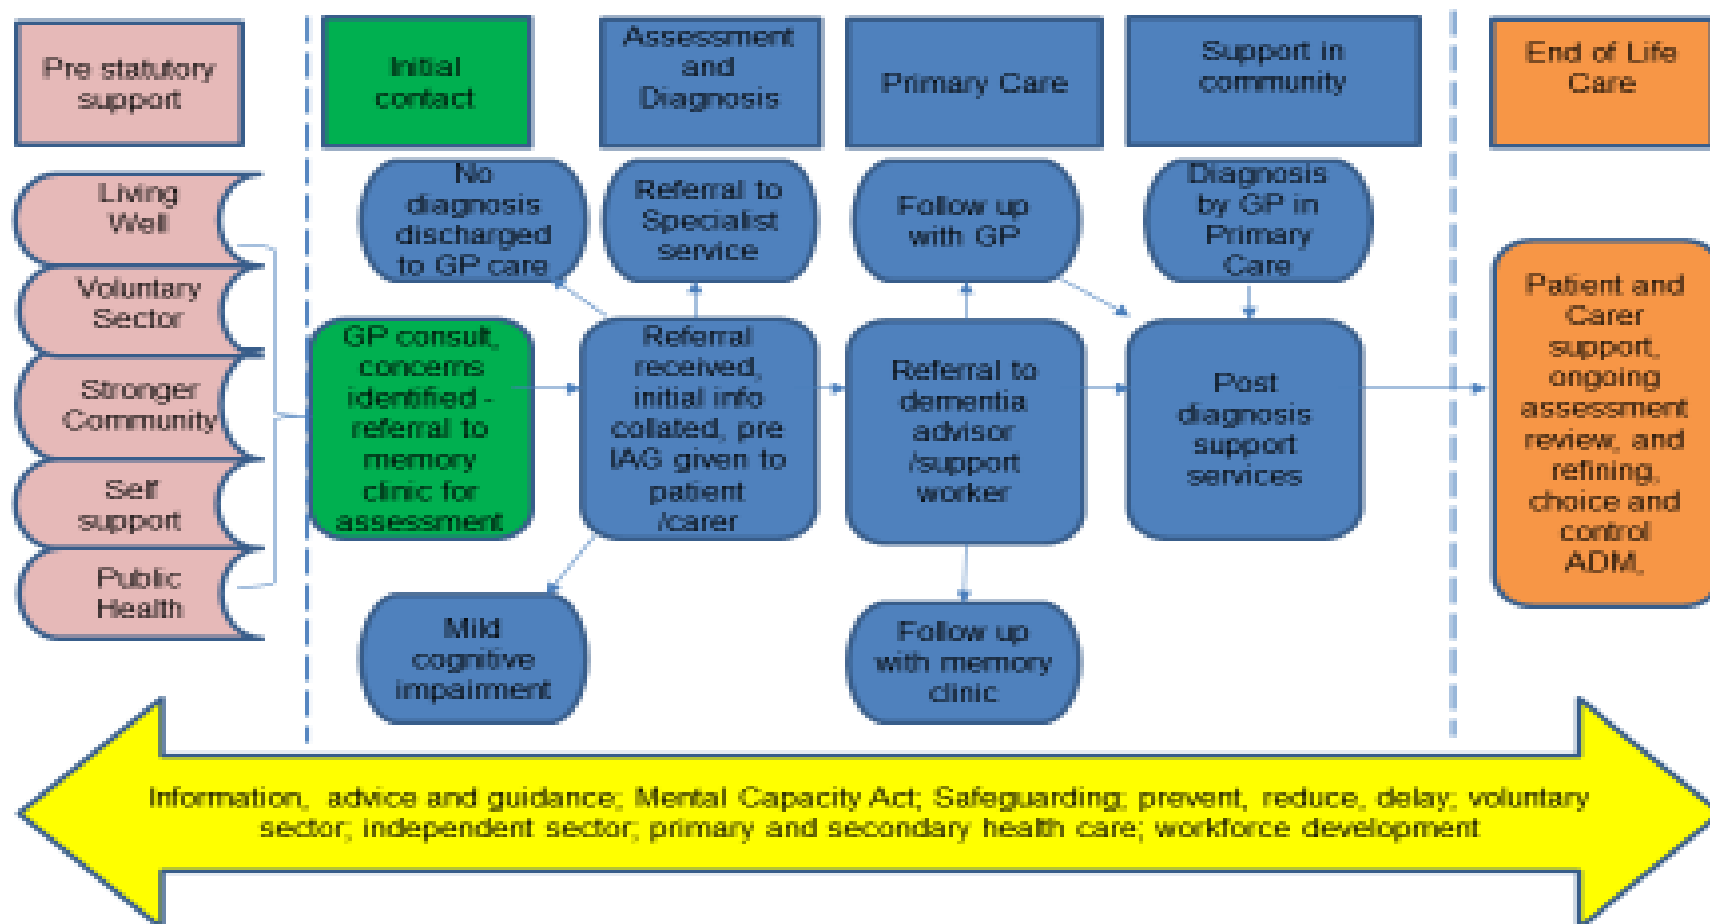 Pre statutory
support
Initial
contact
Assessment
and
Diagnosis
Primary Care
Support in
community
End of Life
Care
Living
Well
Voluntary
Sector
Stronger
Community
Self
support
Public
Health
No
diagnosis
discharged
to GP care
Referral to
Specialist
service
Follow up
with GP
Diagnosis
by GP in
Primary
Care
GP consult,
concerns
identified -
referral to
memory
clinic for
assessment
Referral
received,
initial info
collated, pre
IAG given to
patient
/carer
Referral to
dementia
advisor
/support
worker
Post
diagnosis
support
services
Patient and
Carer
support,
ongoing
assessment
review, and
refining,
choice and
control
ADM,
Mild
cognitive
impairment
Follow up
with memory
clinic
Information, advice and guidance; Mental Capacity Act; Safeguarding; prevent, reduce, delay; voluntary
sector; independent sector; primary and secondary health care; workforce development